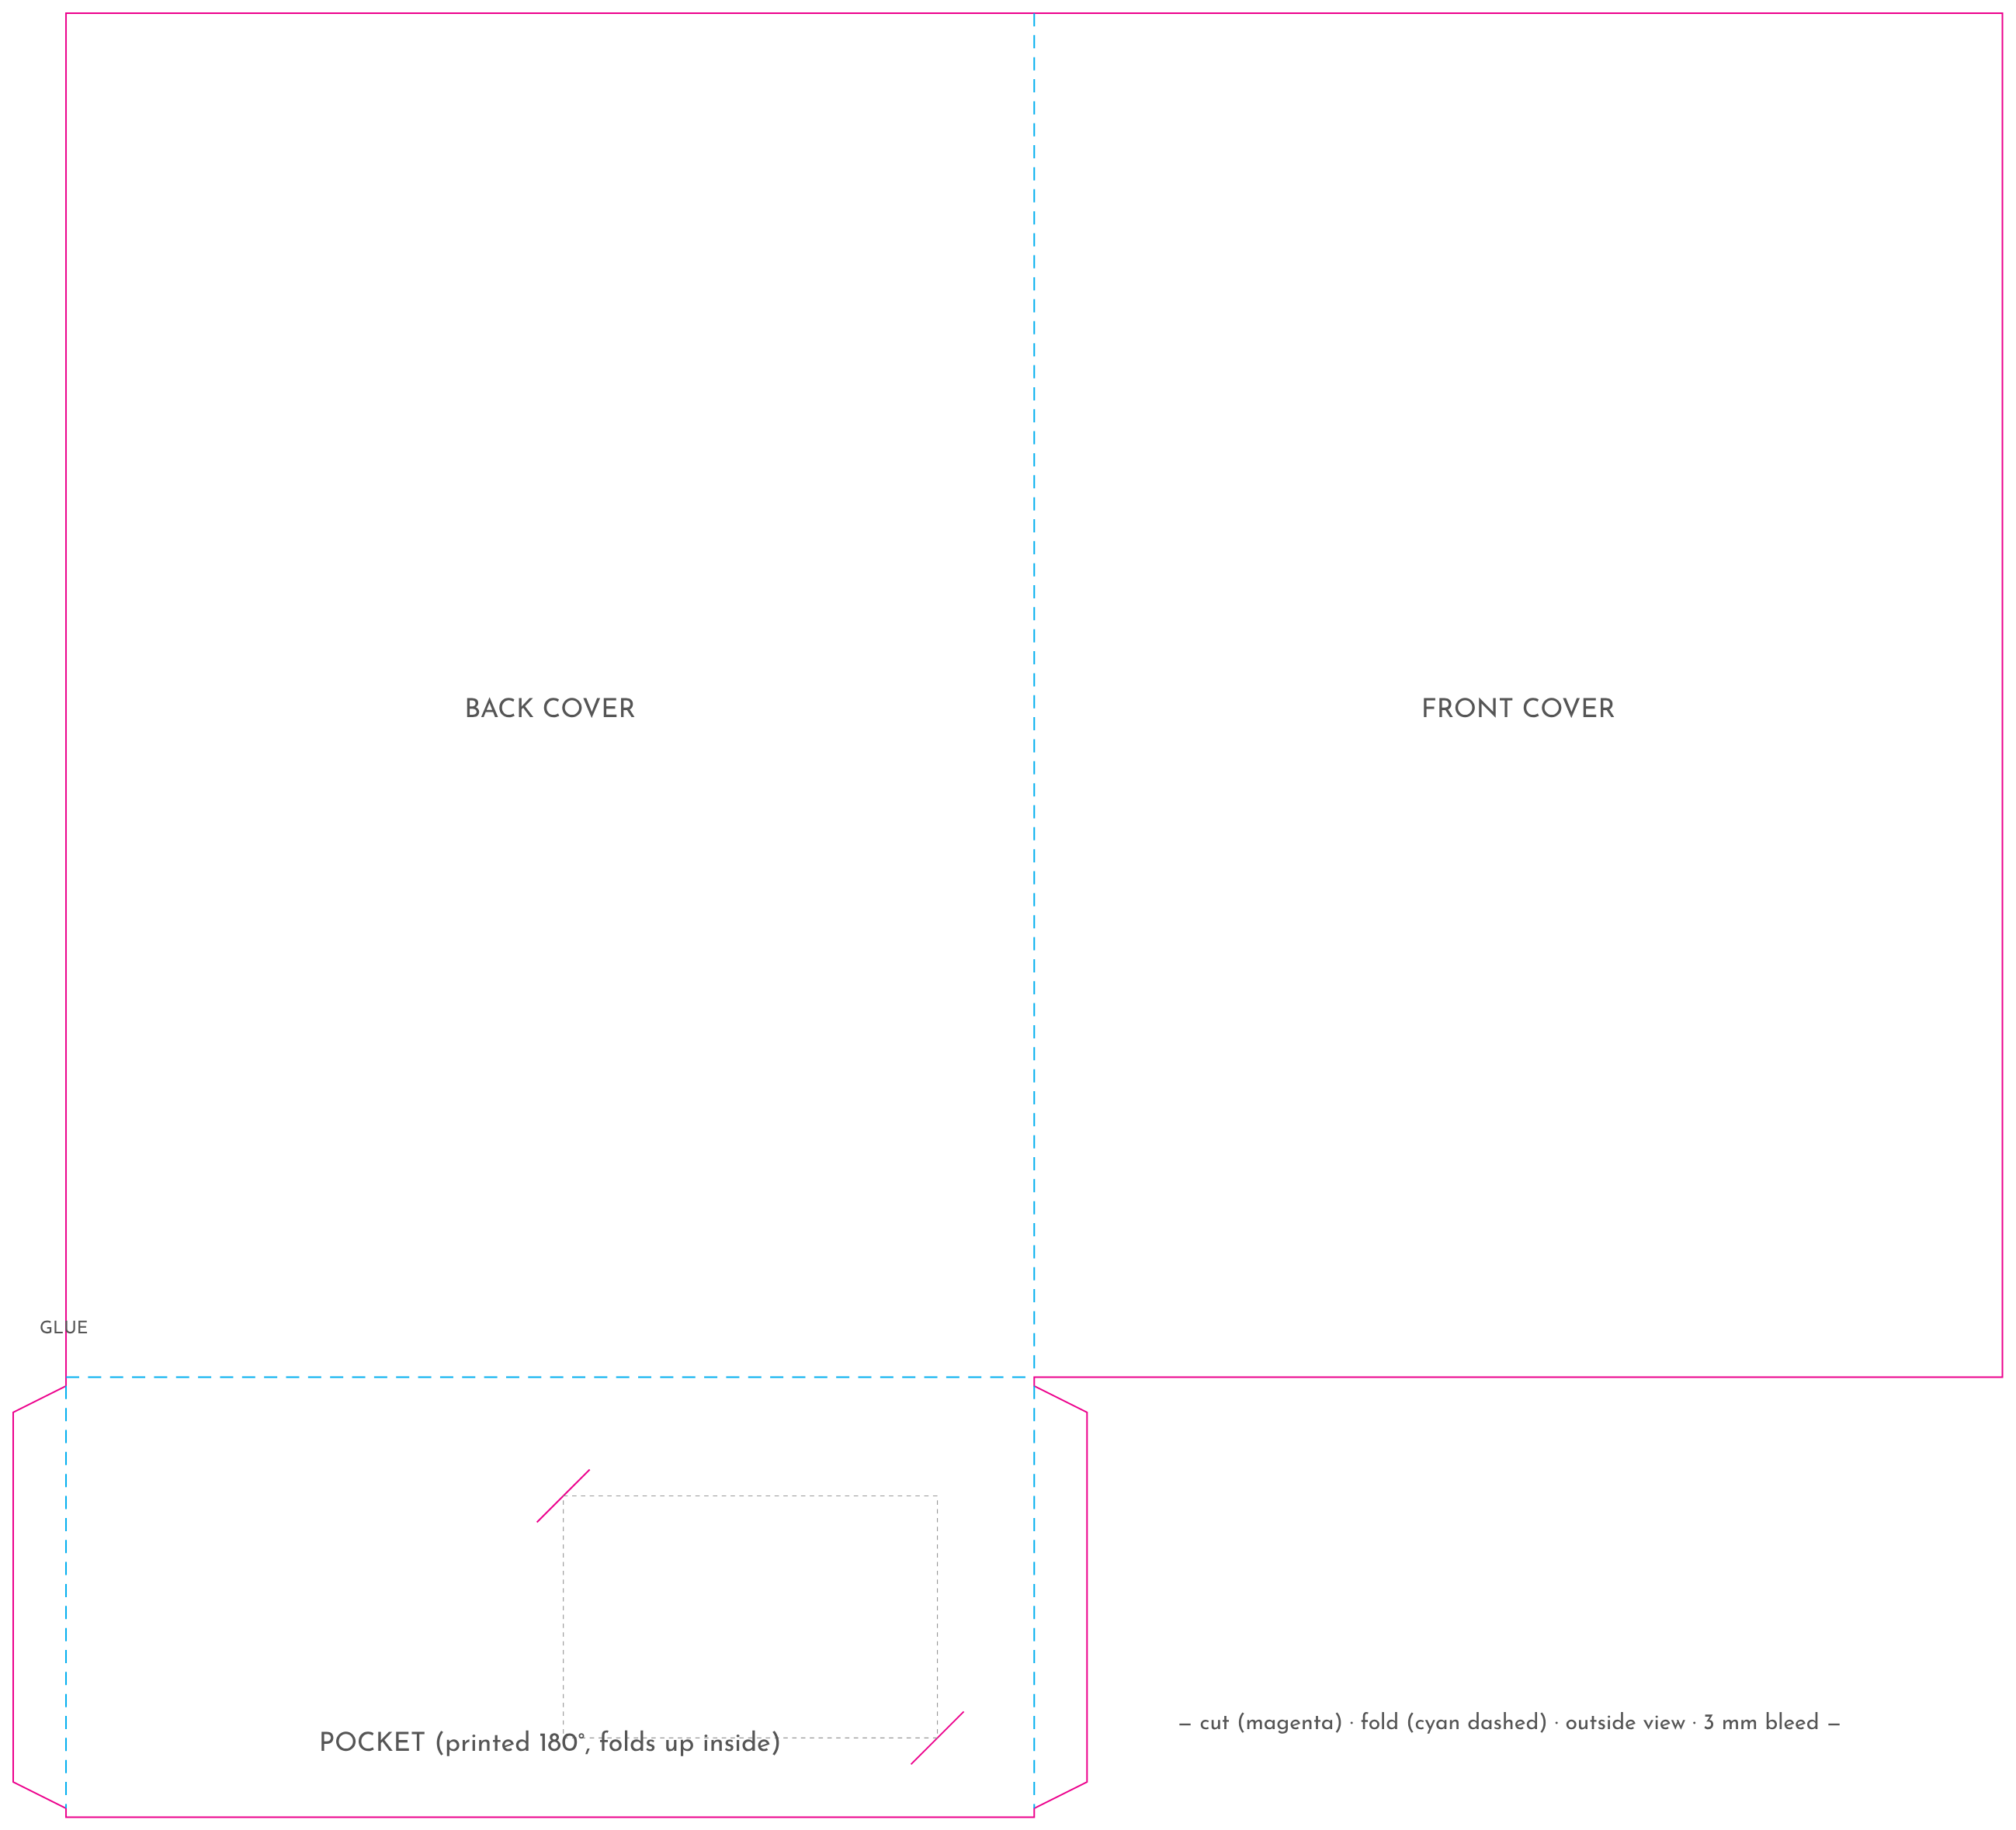 BACK COVER
FRONT COVER
GLUE
– cut (magenta) · fold (cyan dashed) · outside view · 3 mm bleed –
POCKET (printed 180°, folds up inside)